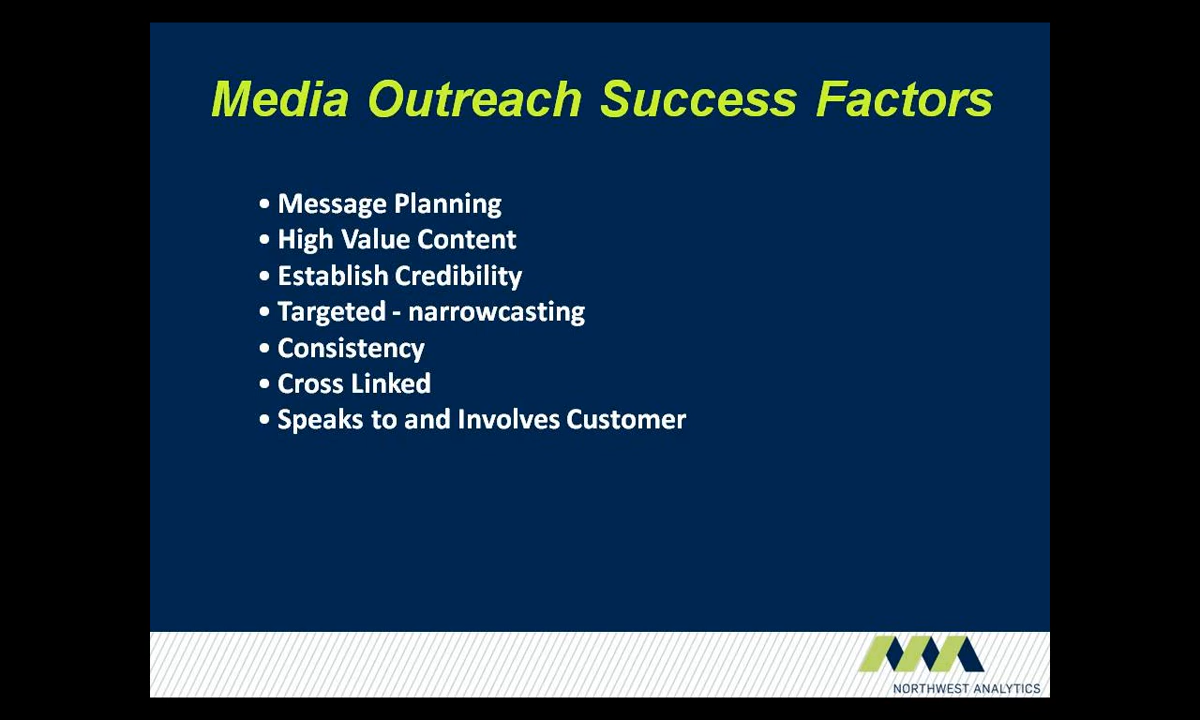 Media Outreach Success Factors
• Message Planning
• High Value Content
• Establish Credibility
• Targeted - narrowcasting
• Consistency
• Cross Linked
• Speaks to and Involves Customer
NORTHWEST ANALYTICS